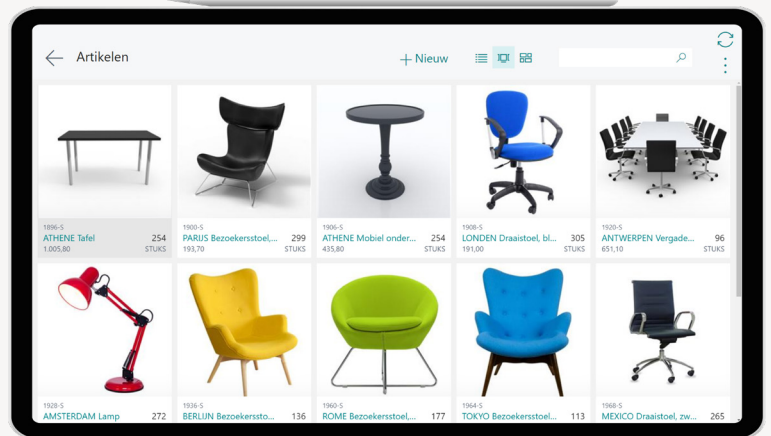 Artikelen
+ Nieuw
1896-S
ATHENE Tafel 254
1.005,80 STUKS
1900-S
PARIJS Bezoekersstoel,... 299
193,70 STUKS
1906-S
ATHENE Mobiel onder... 254
435,80 STUKS
1908-S
LONDEN Draaistoel, bl... 305
191,00 STUKS
1920-S
ANTWERPEN Vergade... 96
651,10 STUKS
1928-S
AMSTERDAM Lamp 272
1936-S
BERLIJN Bezoekerssto... 136
1960-S
ROME Bezoekersstoel,... 177
1964-S
TOKYO Bezoekersstoel... 113
1968-S
MEXICO Draaistoel, zw... 265